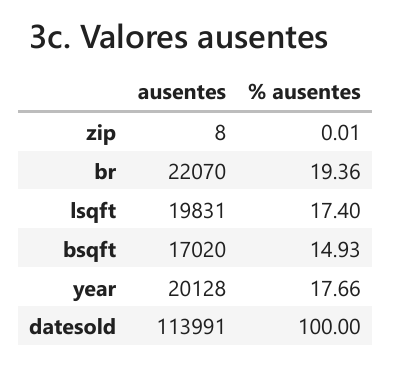 3c. Valores ausentes
ausentes % ausentes
zip 8 0.01
br 22070 19.36
lsqft 19831 17.40
bsqft 17020 14.93
year 20128 17.66
datesold 113991 100.00